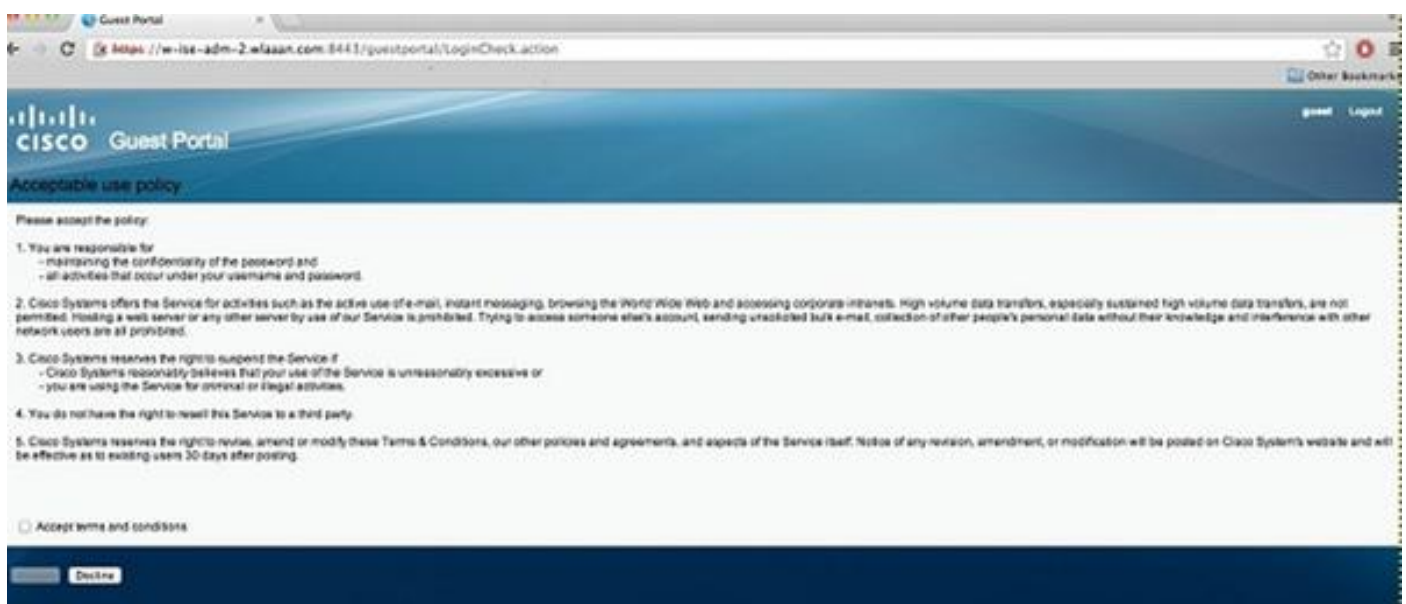 Guest Portal
https://w-ise-adm-2.wlaaan.com:8443/guestportal/LoginCheck.action
Other Bookmarks
CISCO Guest Portal
guest Logout
Acceptable use policy
Please accept the policy:
1. You are responsible for
- maintaining the confidentiality of the password and
- all activities that occur under your username and password.
2. Cisco Systems offers the Service for activities such as the active use of e-mail, instant messaging, browsing the World Wide Web and accessing corporate intranets. High volume data transfers, especially sustained high volume data transfers, are not
permitted. Hosting a web server or any other server by use of our Service is prohibited. Trying to access someone else's account, sending unsolicited bulk e-mail, collection of other people's personal data without their knowledge and interference with other
network users are all prohibited.
3. Cisco Systems reserves the right to suspend the Service if
- Cisco Systems reasonably believes that your use of the Service is unreasonably excessive or
- you are using the Service for criminal or illegal activities.
4. You do not have the right to resell this Service to a third party.
5. Cisco Systems reserves the right to revise, amend or modify these Terms & Conditions, our other policies and agreements, and aspects of the Service itself. Notice of any revision, amendment, or modification will be posted on Cisco System's website and will
be effective as to existing users 30 days after posting.
Accept terms and conditions
Decline